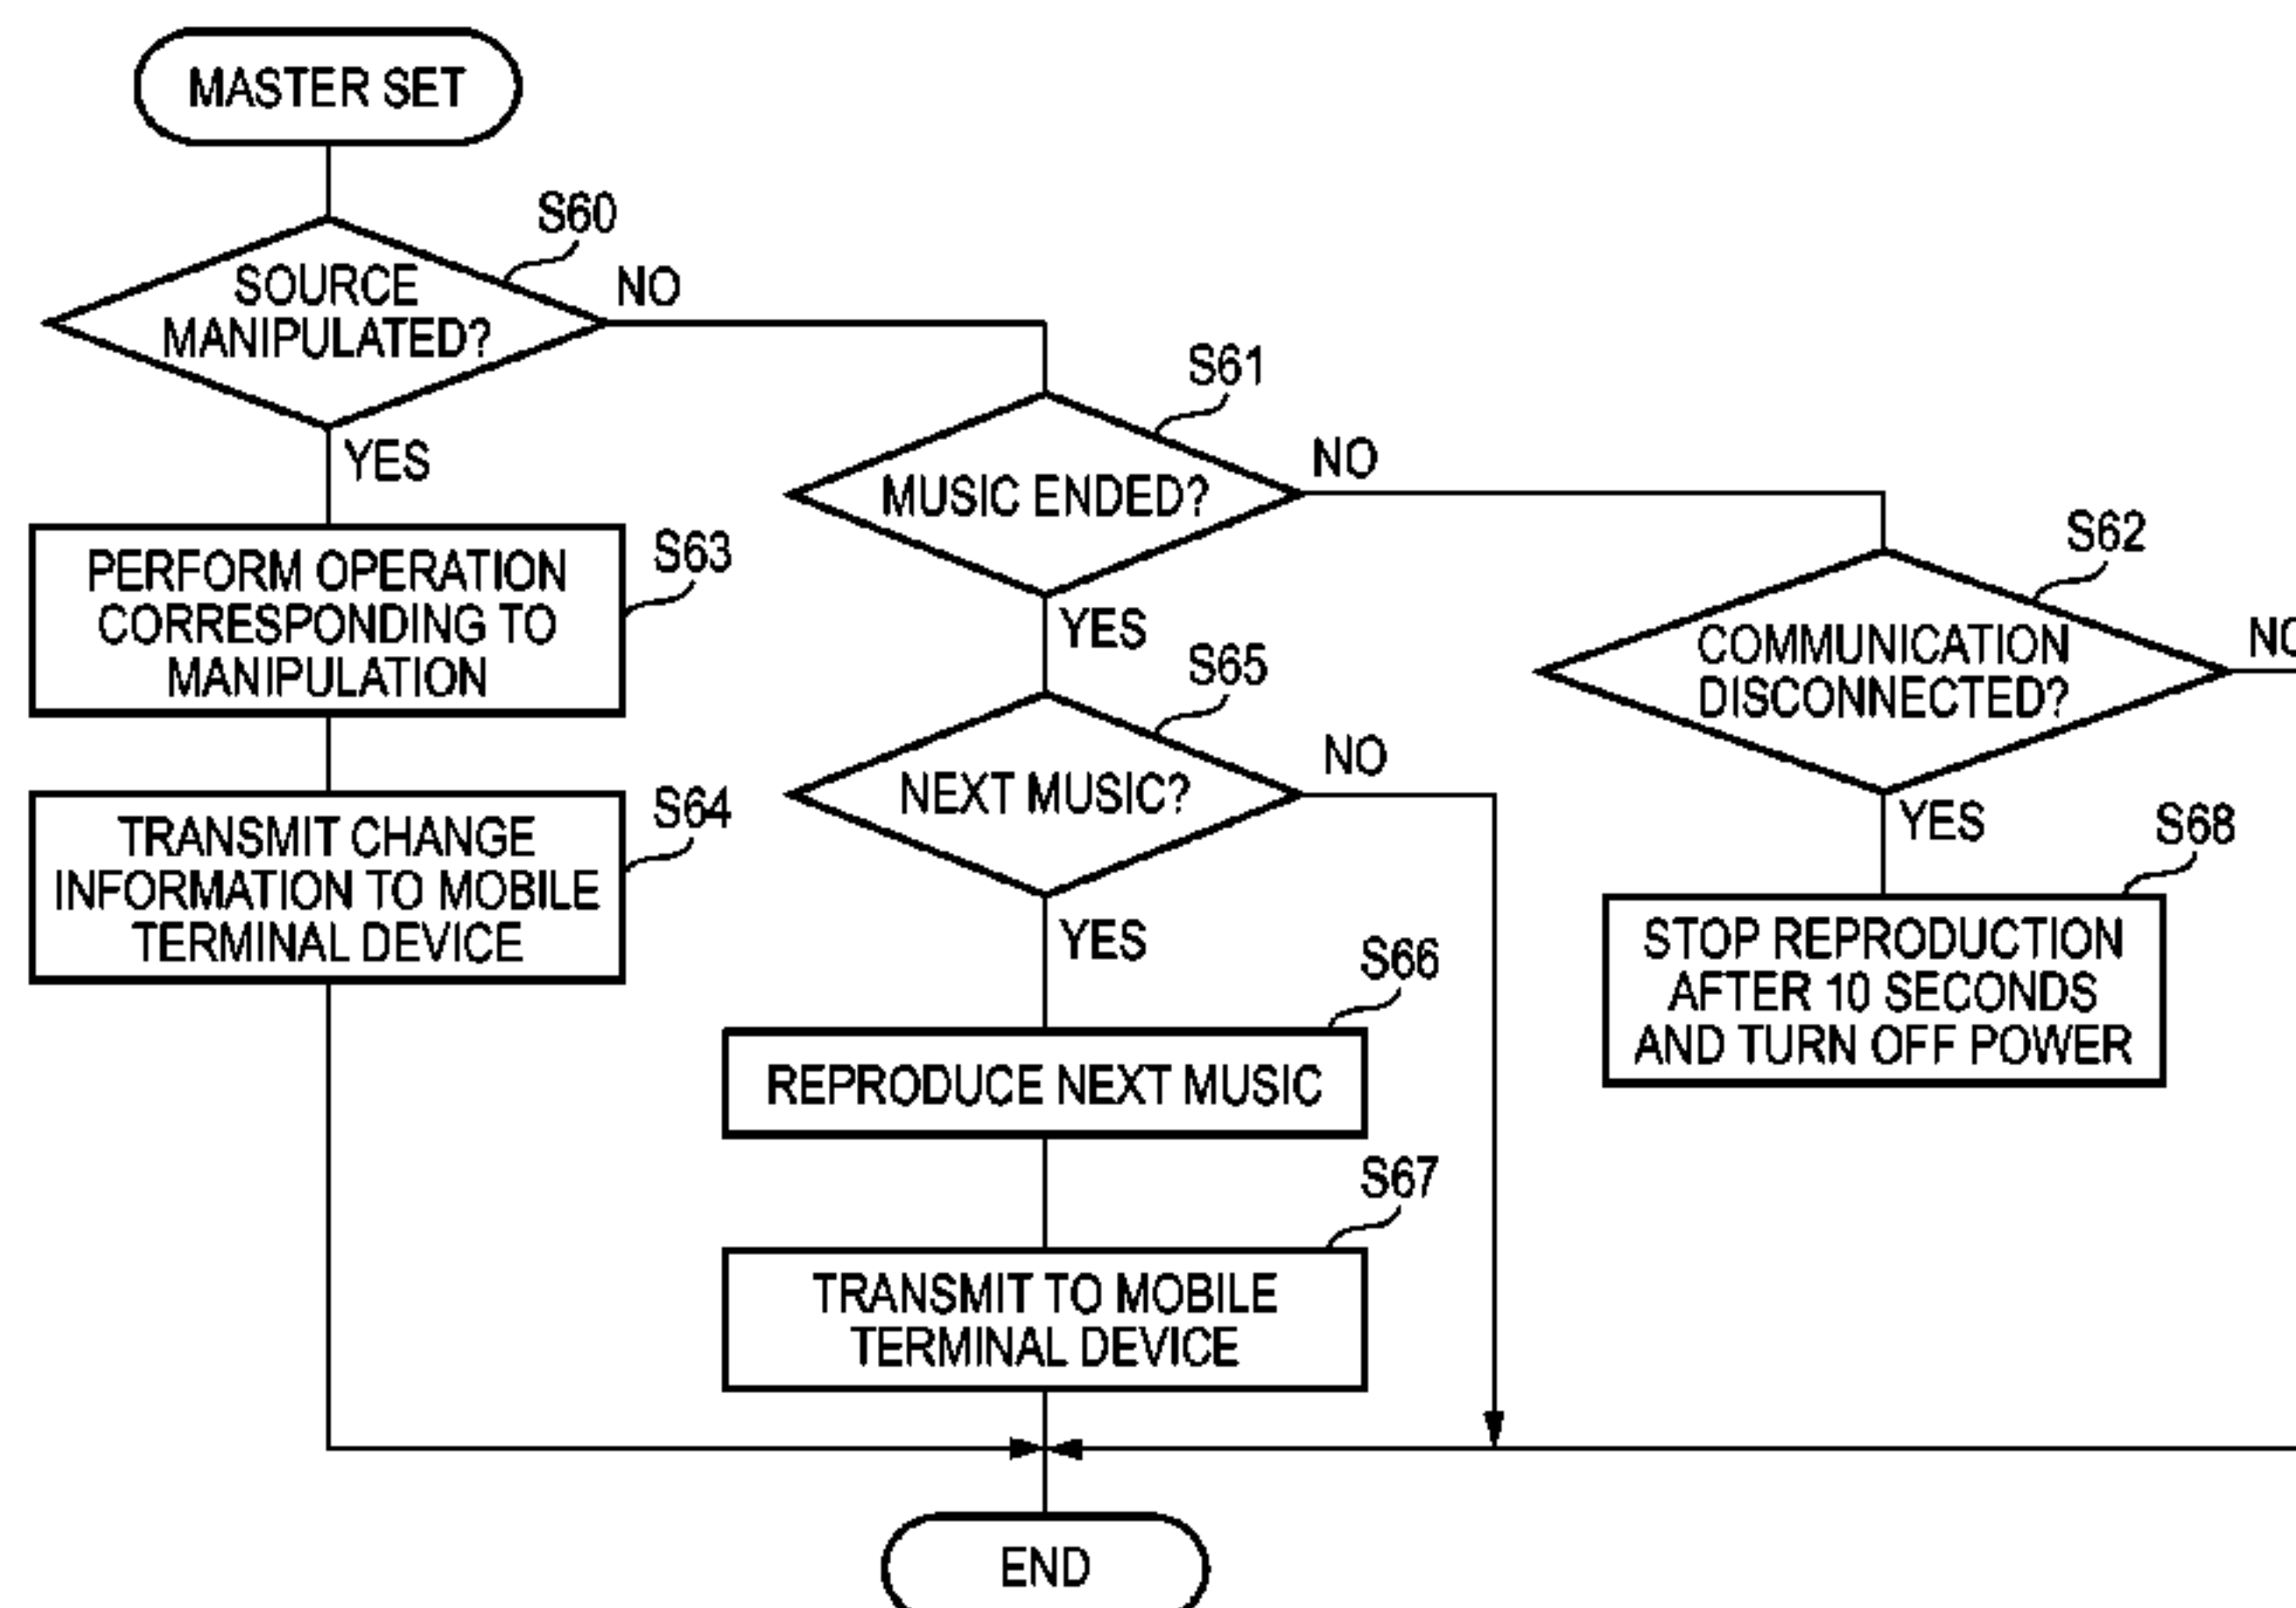 MASTER SET
S60
SOURCE
MANIPULATED?
NO
YES
S61
MUSIC ENDED?
NO
YES
S62
COMMUNICATION
DISCONNECTED?
NO
YES
S63
PERFORM OPERATION
CORRESPONDING TO
MANIPULATION
S64
TRANSMIT CHANGE
INFORMATION TO MOBILE
TERMINAL DEVICE
S65
NEXT MUSIC?
NO
YES
S66
REPRODUCE NEXT MUSIC
S67
TRANSMIT TO MOBILE
TERMINAL DEVICE
S68
STOP REPRODUCTION
AFTER 10 SECONDS
AND TURN OFF POWER
END